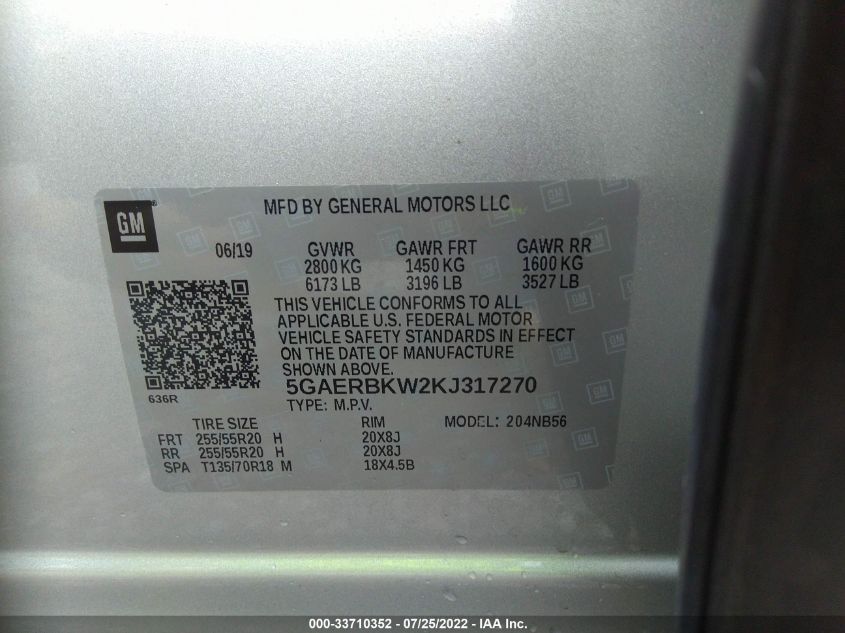 GM
MFD BY GENERAL MOTORS LLC
06/19 GVWR GAWR FRT GAWR RR
2800 KG 1450 KG 1600 KG
6173 LB 3196 LB 3527 LB
THIS VEHICLE CONFORMS TO ALL
APPLICABLE U.S. FEDERAL MOTOR
VEHICLE SAFETY STANDARDS IN EFFECT
ON THE DATE OF MANUFACTURE
SHOWN ABOVE.
636R
5GAERBKW2KJ317270
TYPE: M.P.V.
TIRE SIZE RIM MODEL: 204NB56
FRT 255/55R20 H 20X8J
RR 255/55R20 H 20X8J
SPA T135/70R18 M 18X4.5B
000-33710352 - 07/25/2022 - IAA Inc.